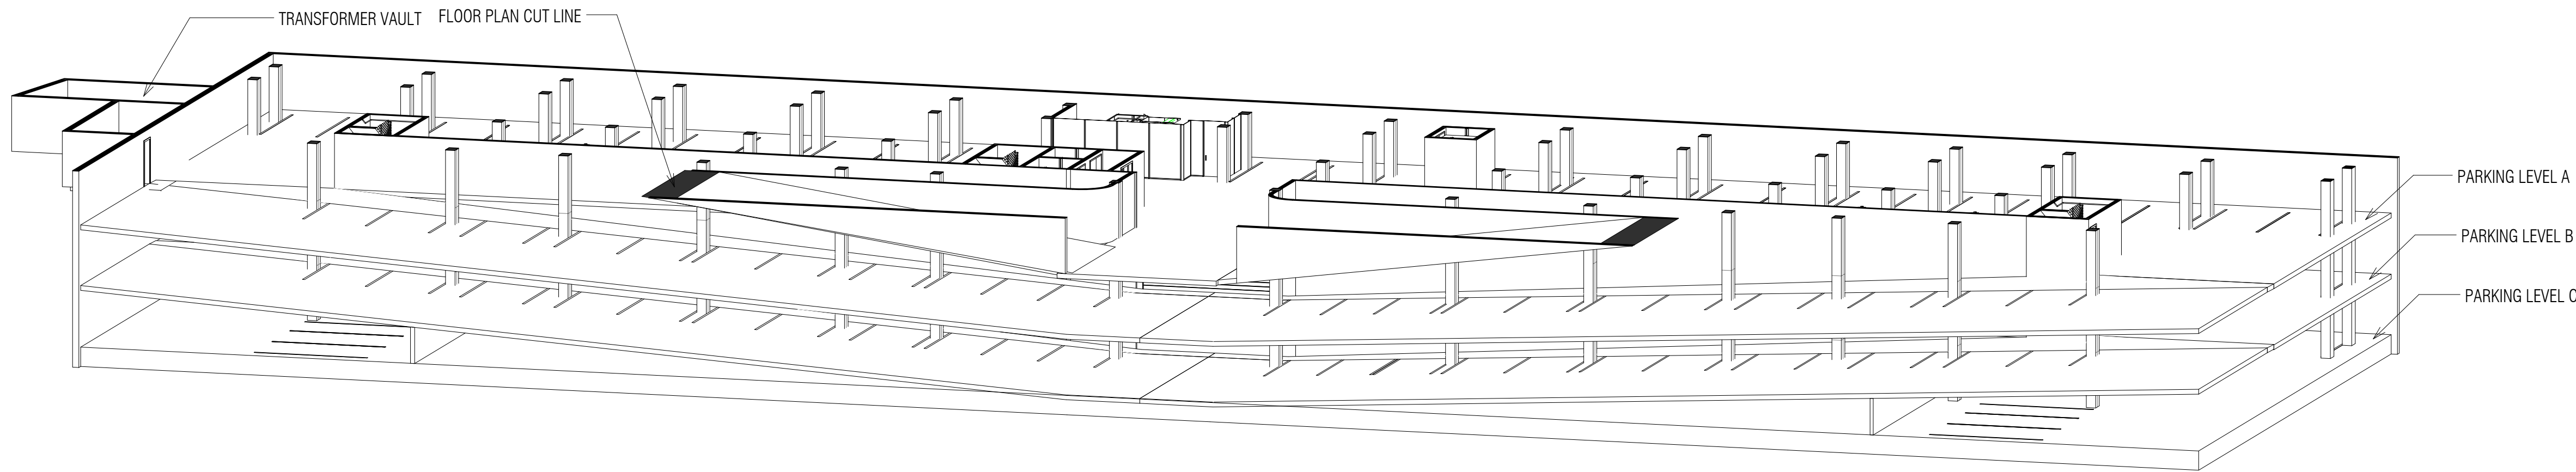 TRANSFORMER VAULT
FLOOR PLAN CUT LINE
PARKING LEVEL A
PARKING LEVEL B
PARKING LEVEL C